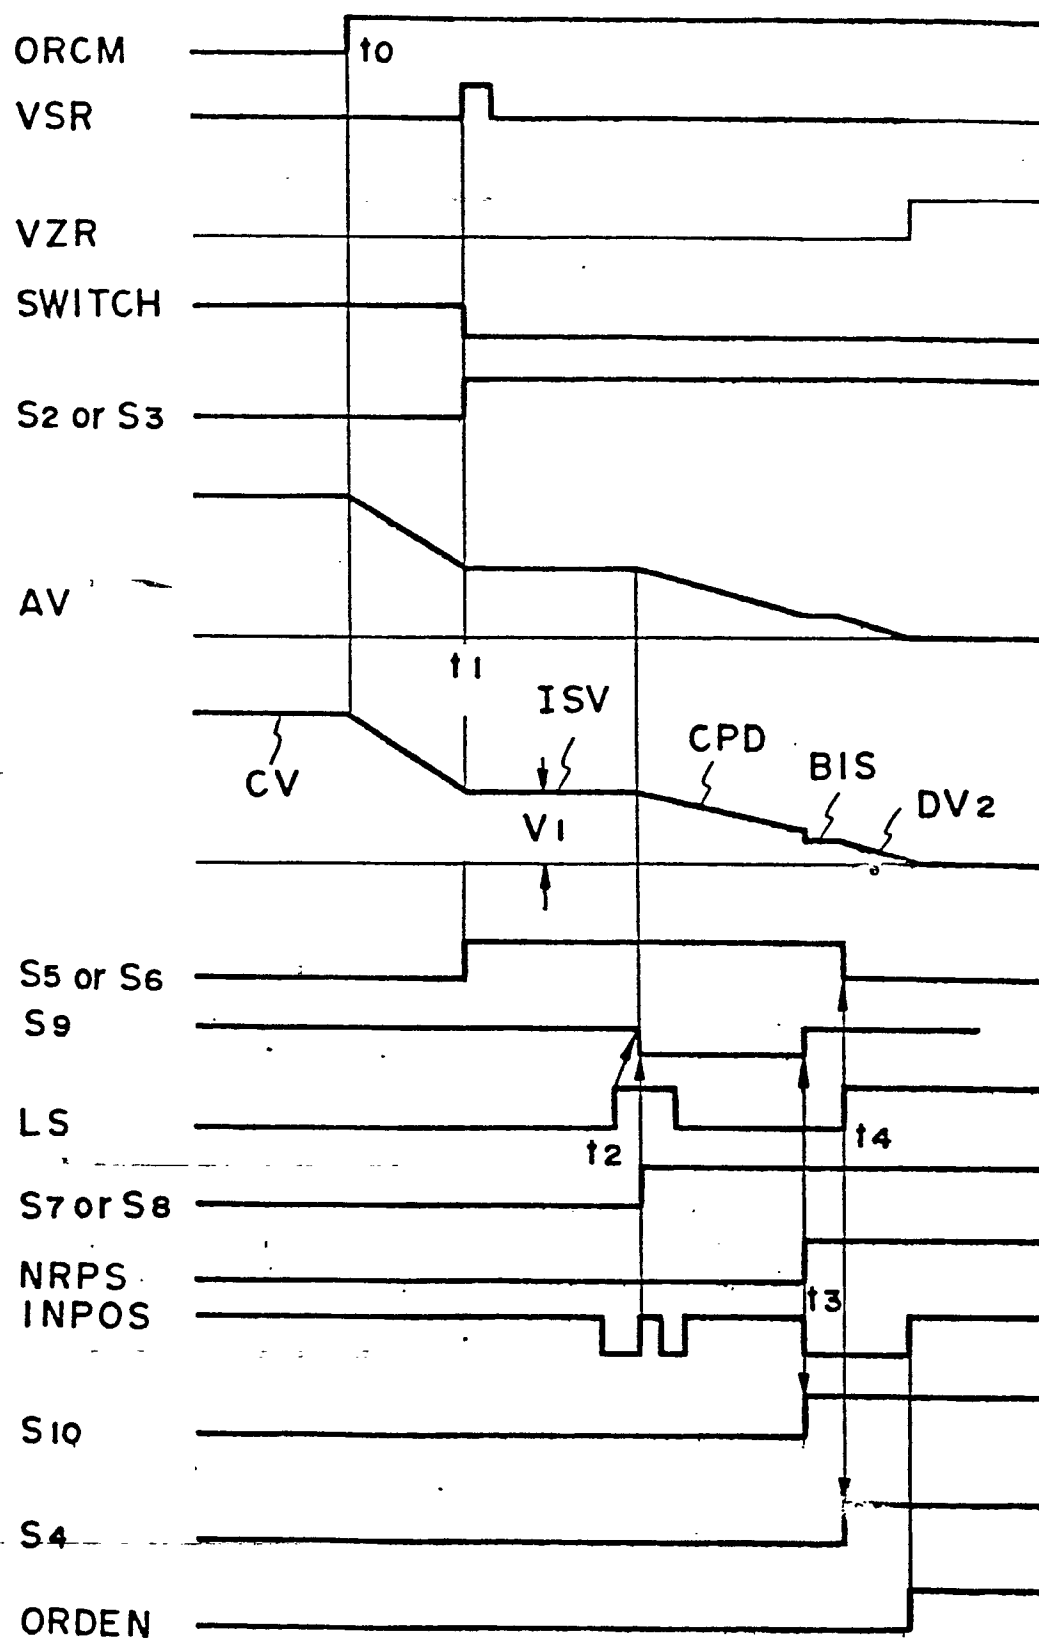 ORCM
t0
VSR
VZR
SWITCH
S2 or S3
AV
t1
ISV
CV
CPD
BIS
DV2
V1
S5 or S6
S9
LS
t2
t4
S7 or S8
NRPS
t3
INPOS
S10
S4
ORDEN